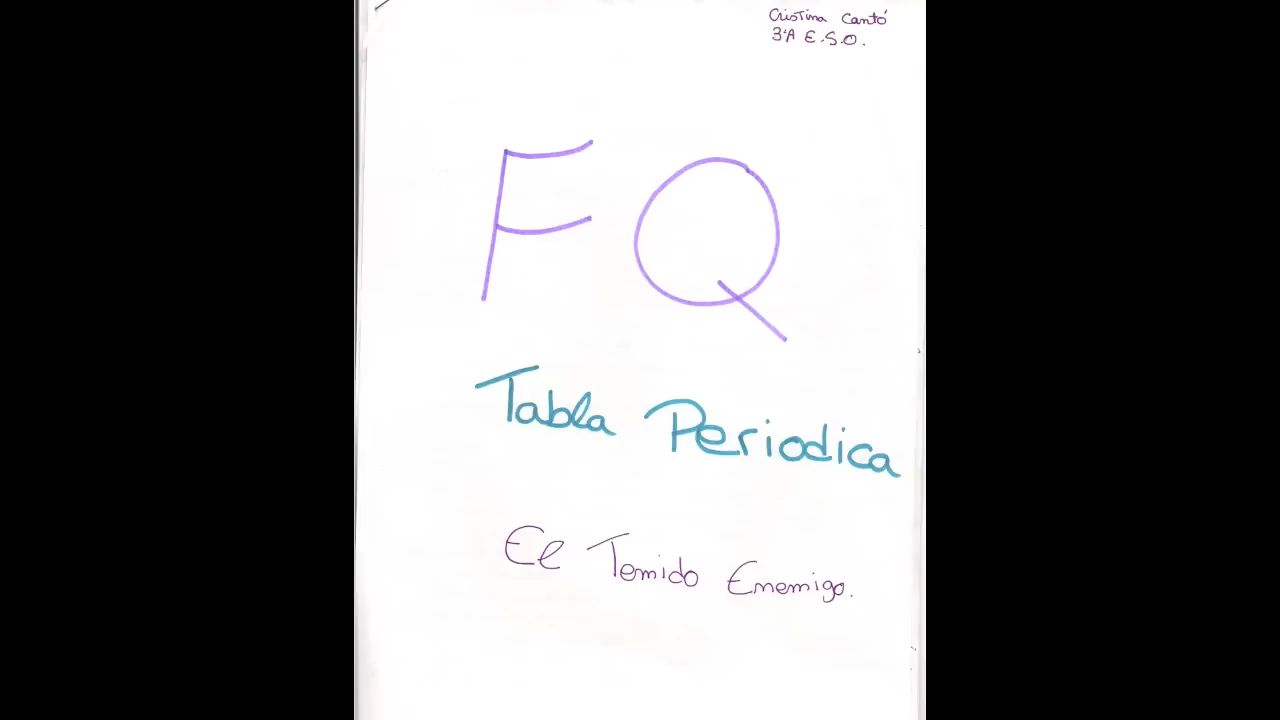 Cristina Cantó
3ºA E.S.O.
FQ
Tabla Periodica
El Temido Enemigo.